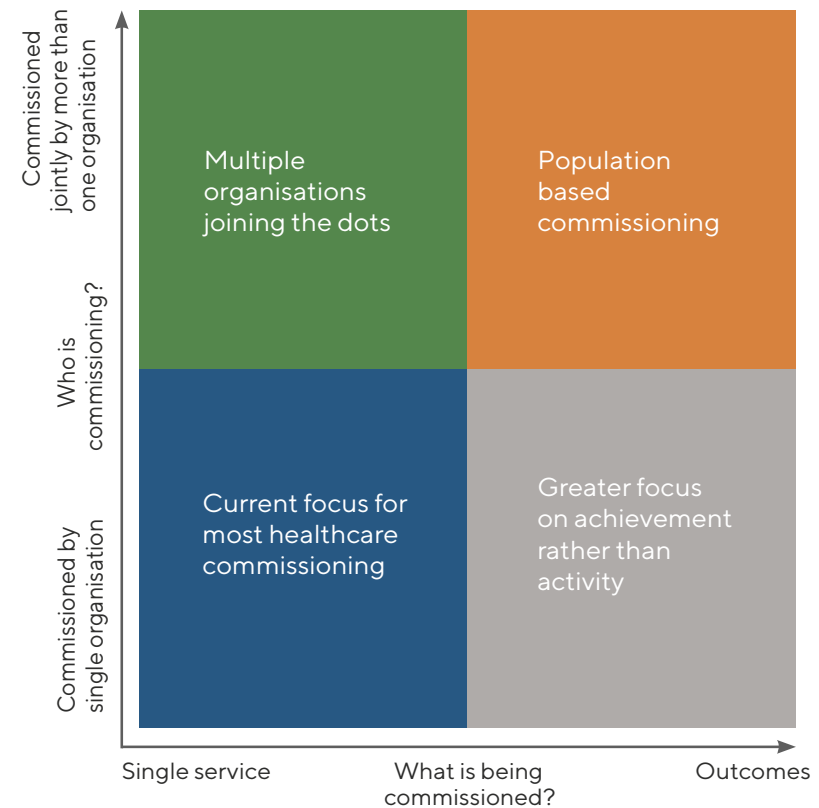 Commissioned
jointly by more than
one organisation
Multiple
organisations
joining the dots
Population
based
commissioning
Who is
commissioning?
Current focus for
most healthcare
commissioning
Greater focus
on achievement
rather than
activity
Commissioned by
single organisation
Single service
What is being
commissioned?
Outcomes